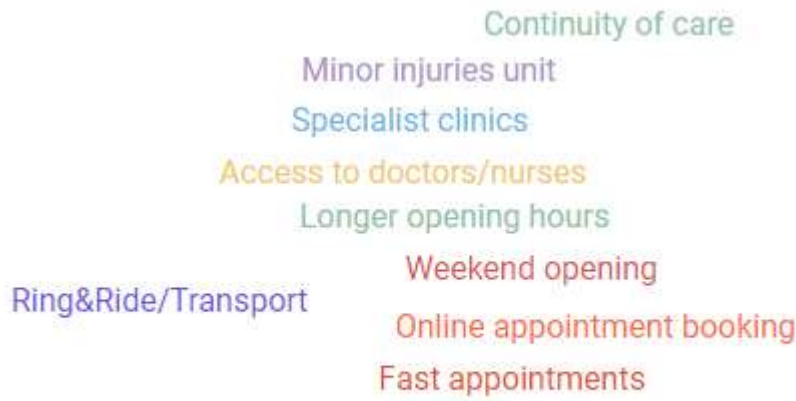 Continuity of care
Minor injuries unit
Specialist clinics
Access to doctors/nurses
Longer opening hours
Weekend opening
Ring&Ride/Transport
Online appointment booking
Fast appointments